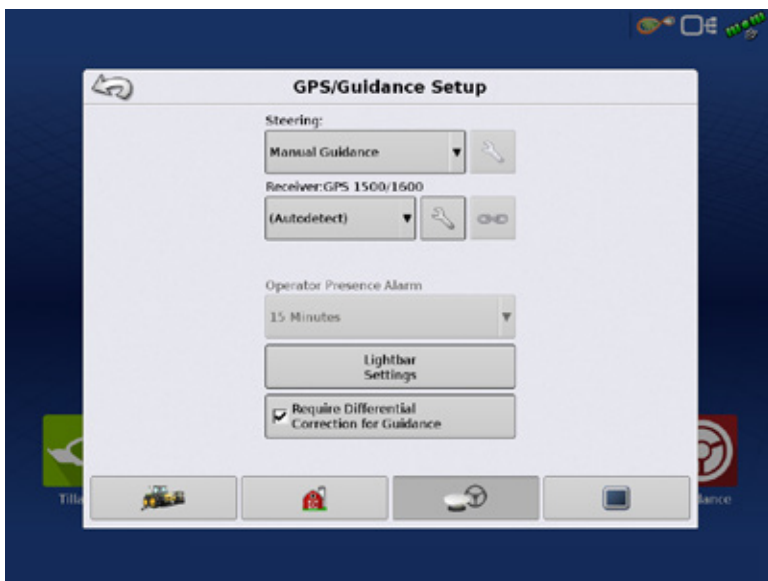 GPS/Guidance Setup
Steering:
Manual Guidance
Receiver:GPS 1500/1600
(Autodetect)
Operator Presence Alarm
15 Minutes
Lightbar
Settings
Require Differential
Correction for Guidance
Tilla
dance